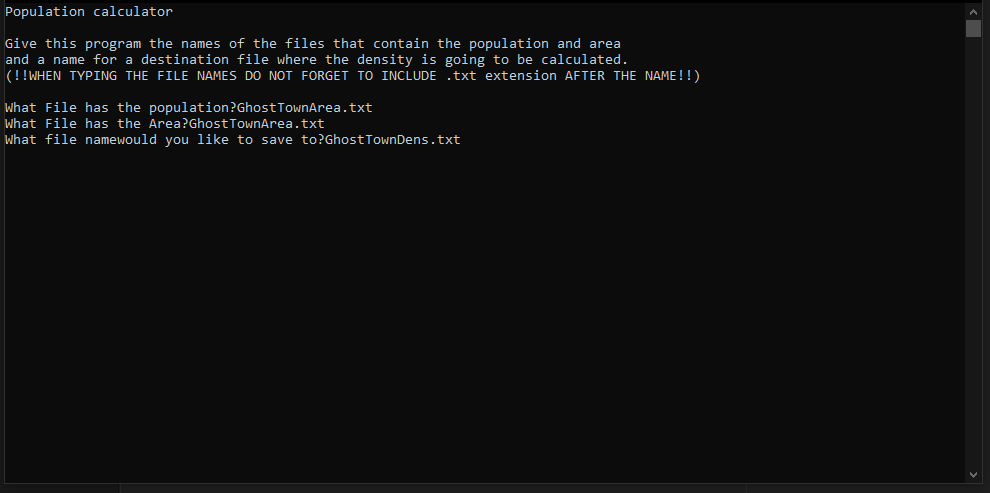 Population calculator
Give this program the names of the files that contain the population and area
and a name for a destination file where the density is going to be calculated.
(!!WHEN TYPING THE FILE NAMES DO NOT FORGET TO INCLUDE .txt extension AFTER THE NAME!!)
What File has the population?GhostTownArea.txt
What File has the Area?GhostTownArea.txt
What file namewould you like to save to?GhostTownDens.txt